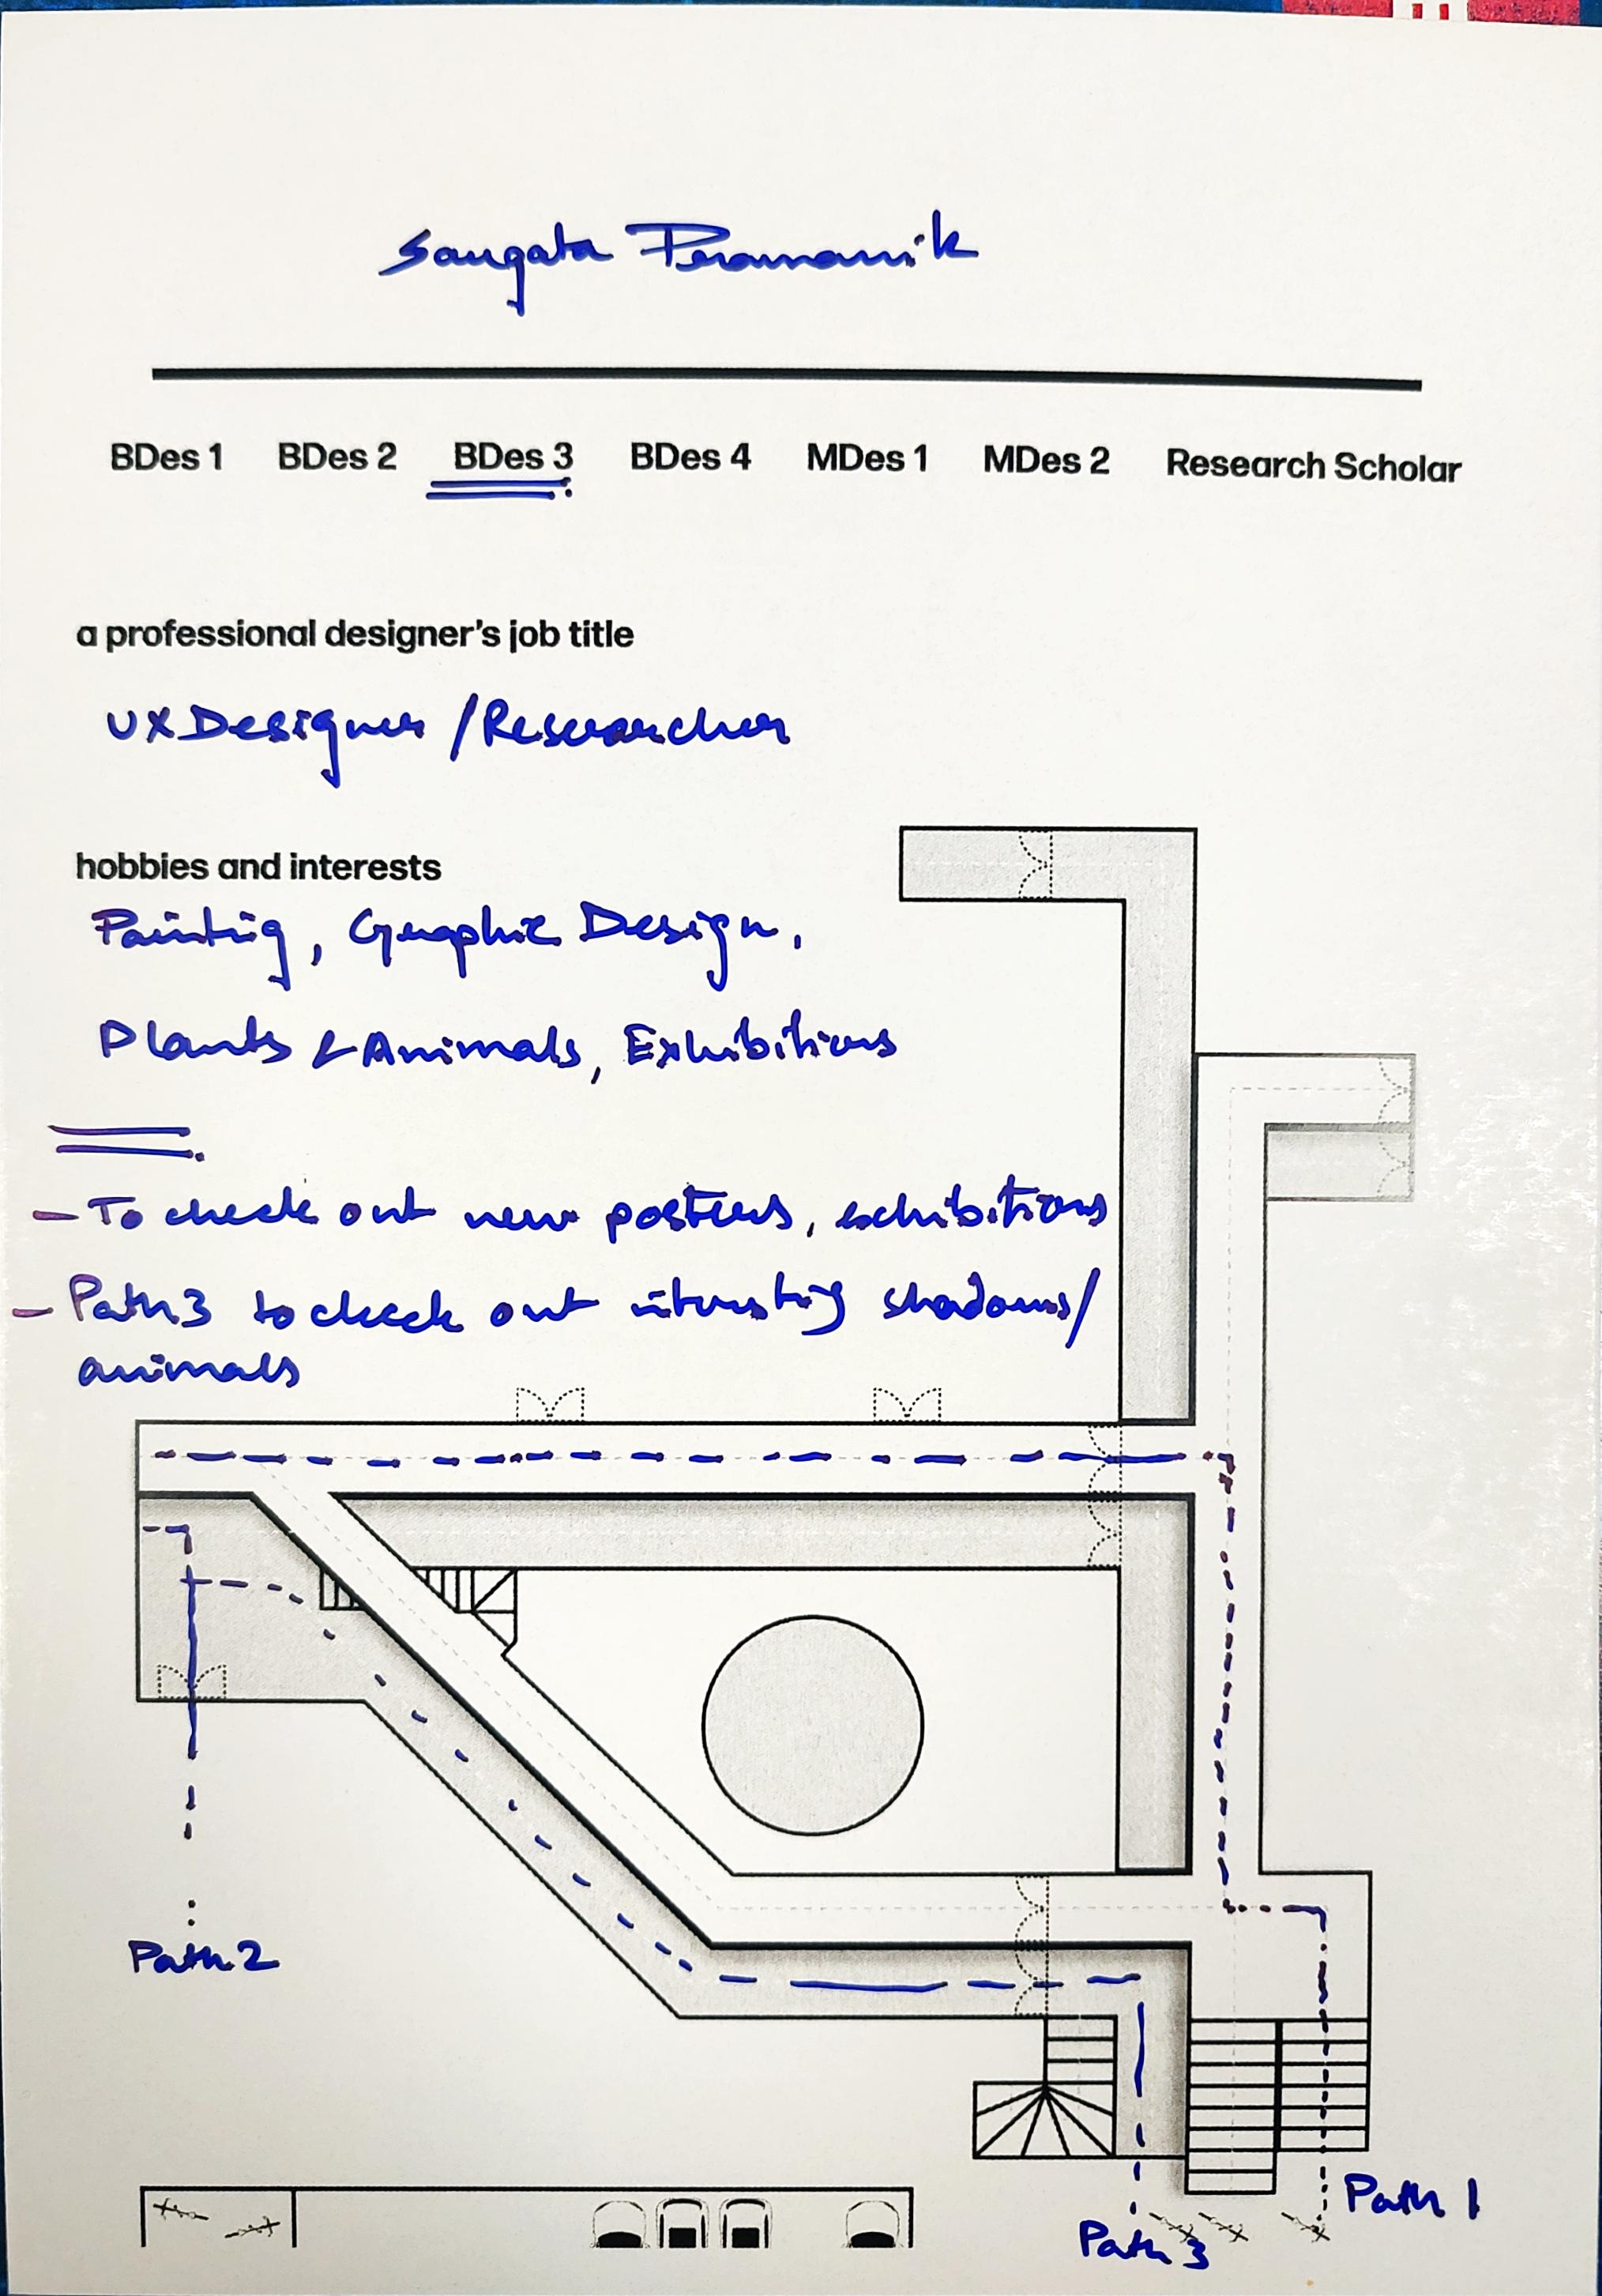 Saugata Pramanik
BDes 1 BDes 2 BDes 3 BDes 4 MDes 1 MDes 2 Research Scholar
a professional designer's job title
UX Designer / Researcher
hobbies and interests
Painting, Graphic Design,
Plants & Animals, Exhibitions
- To check out new posters, exhibitions
- Path 3 to check out interesting shadows/
animals
Path 2
Path 1
Path 3